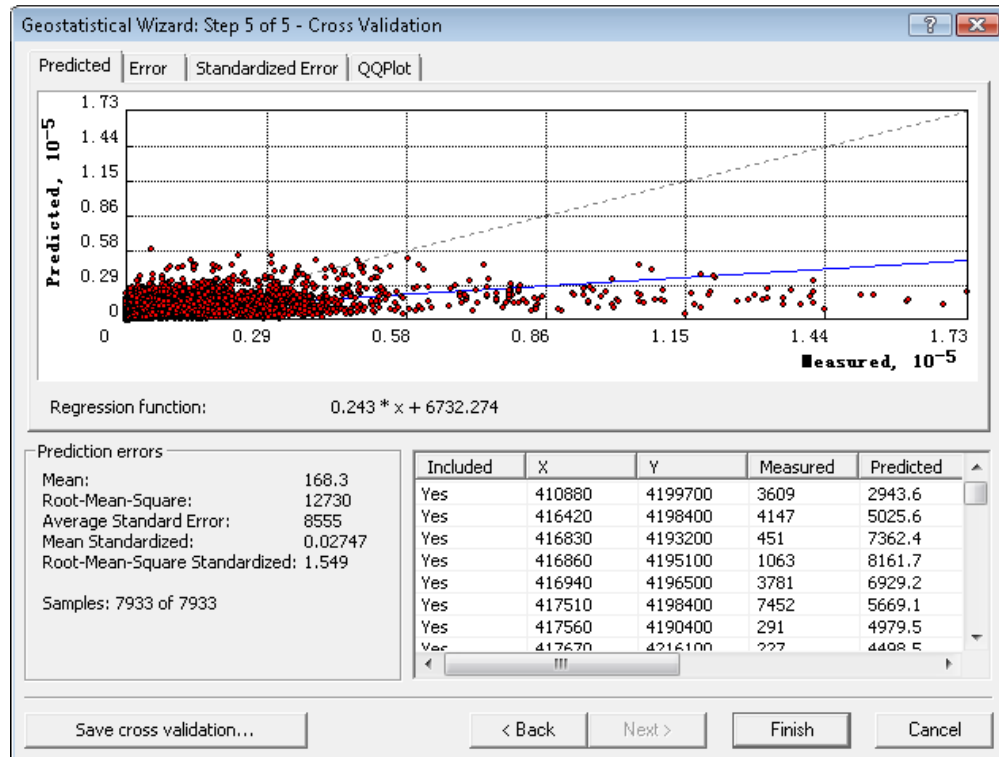 Geostatistical Wizard: Step 5 of 5 - Cross Validation
Predicted Error Standardized Error QQPlot
Predicted, 10^-5
1.73
1.44
1.15
0.86
0.58
0.29
0
0 0.29 0.58 0.86 1.15 1.44 1.73
Measured, 10^-5
Regression function: 0.243 * x + 6732.274
Prediction errors
Mean: 168.3
Root-Mean-Square: 12730
Average Standard Error: 8555
Mean Standardized: 0.02747
Root-Mean-Square Standardized: 1.549
Samples: 7933 of 7933
Included X Y Measured Predicted
Yes 410880 4199700 3609 2943.6
Yes 416420 4198400 4147 5025.6
Yes 416830 4193200 451 7362.4
Yes 416860 4195100 1063 8161.7
Yes 416940 4196500 3781 6929.2
Yes 417510 4198400 7452 5669.1
Yes 417560 4190400 291 4979.5
Yes 417670 4216100 227 4498.5
Save cross validation... < Back Next > Finish Cancel